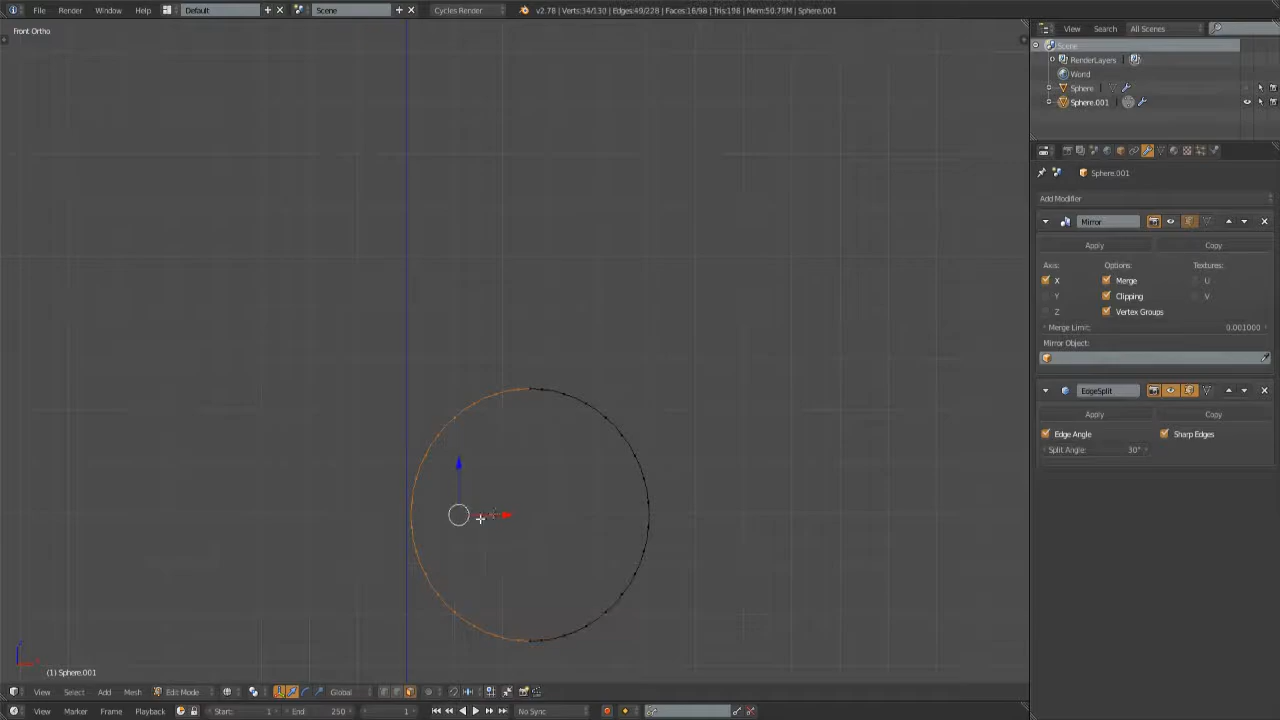 File Render Window Help Default Scene Cycles Render v2.78 | Verts:34/130 | Edges:49/228 | Faces:16/98 | Tris:198 | Mem:50.79M | Sphere.001
Front Ortho
View Search All Scenes
Scene
RenderLayers
World
Sphere
Sphere.001
Sphere.001
Add Modifier
Mirror
Apply Copy
Axis: Options: Textures:
X Merge U
Y Clipping V
Z Vertex Groups
Merge Limit: 0.001000
Mirror Object:
EdgeSplit
Apply Copy
Edge Angle Sharp Edges
Split Angle: 30°
(1) Sphere.001
View Select Add Mesh Edit Mode Global
View Marker Frame Playback Start: 1 End: 250 1 No Sync